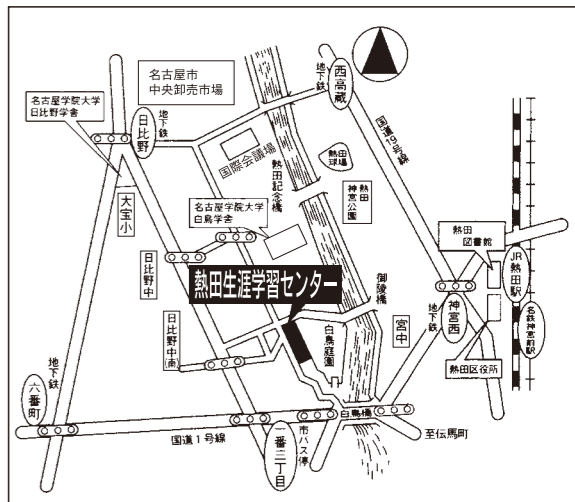 名古屋市
中央卸売市場
地下鉄
西高蔵
名古屋学院大学
日比野学舎
日比野
地下鉄
国際会議場
熱田記念橋
熱田
球場
熱田
神宮公園
国道19号線
大宝小
名古屋学院大学
白鳥学舎
熱田
図書館
JR
熱田駅
日比野中
熱田生涯学習センター
御陵橋
地下鉄
神宮西
名鉄神宮前駅
日比野中(南)
白鳥庭園
宮中
熱田区役所
地下鉄
六番町
国道1号線
一番三丁目
市バス停
白鳥橋
至伝馬町